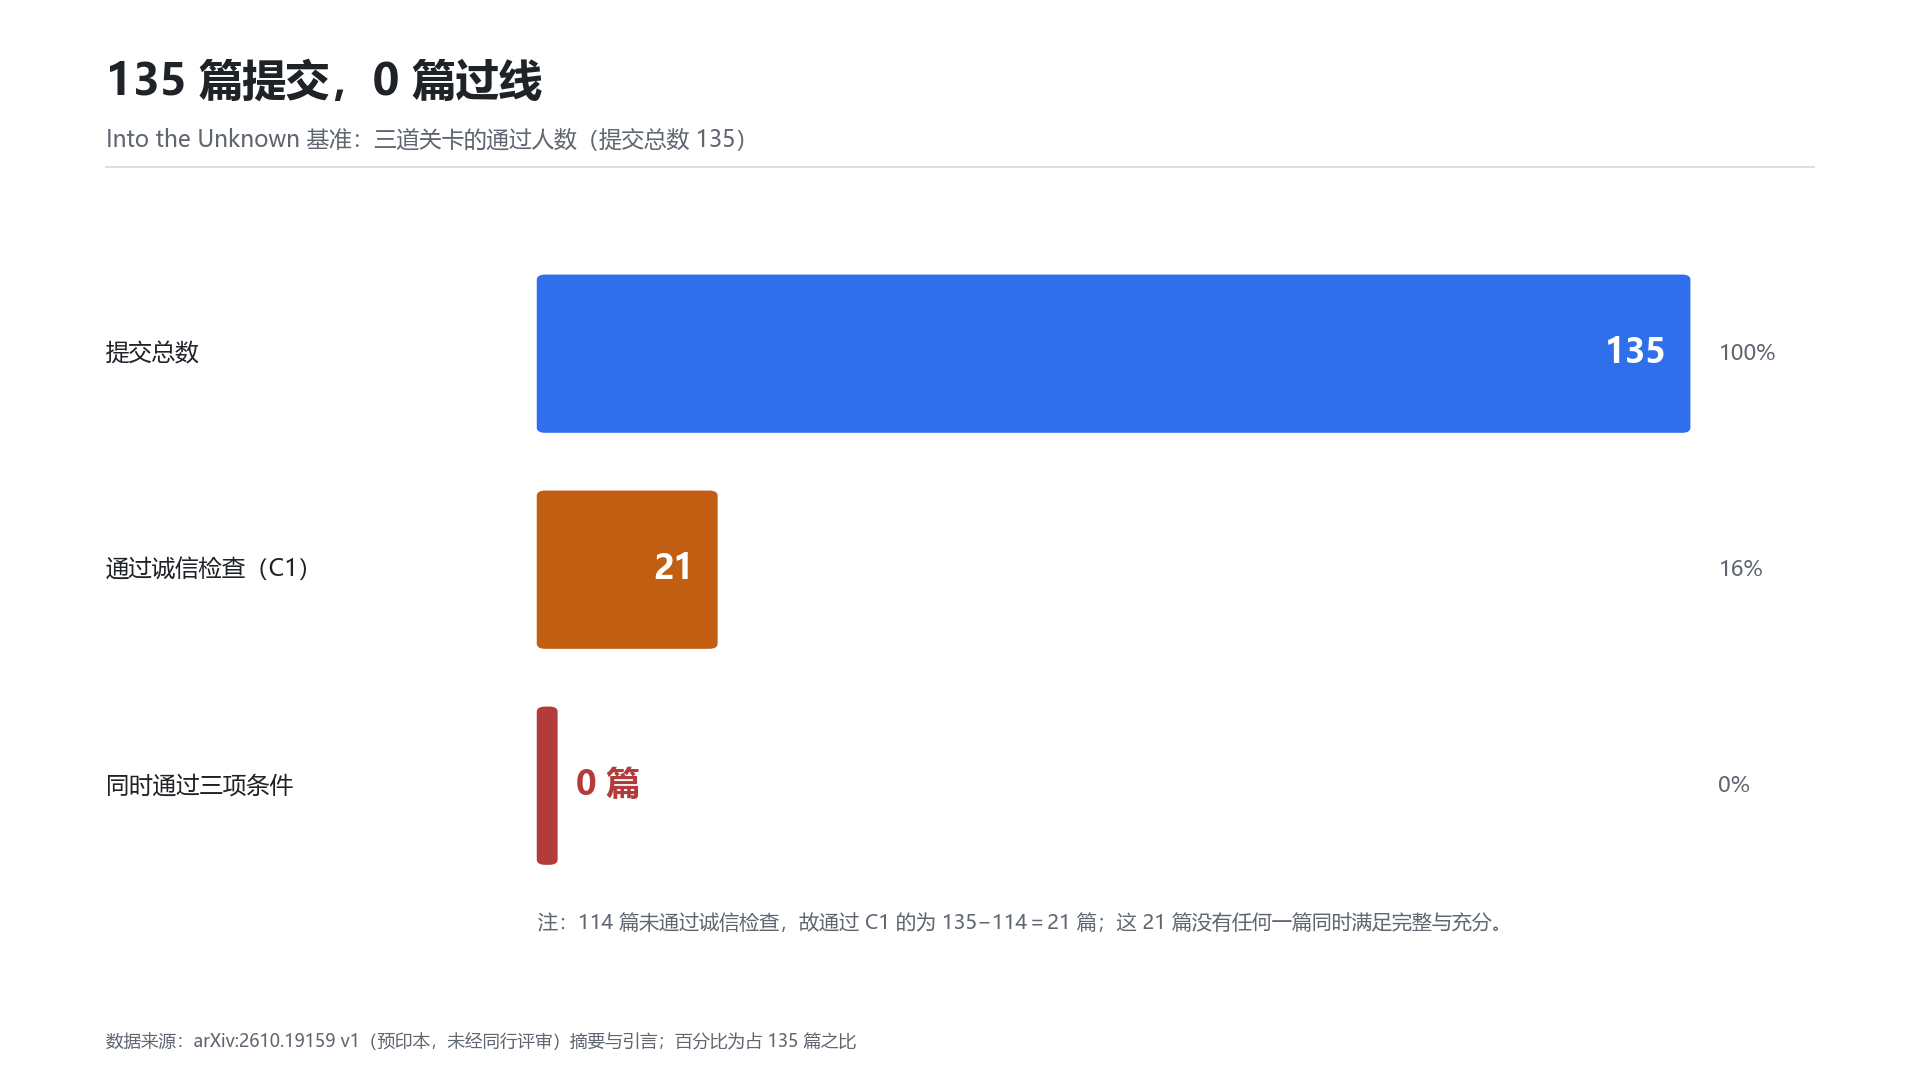 135 篇提交，0 篇过线
Into the Unknown 基准：三道关卡的通过人数（提交总数 135）
提交总数
135
100%
通过诚信检查（C1）
21
16%
同时通过三项条件
0 篇
0%
注：114 篇未通过诚信检查，故通过 C1 的为 135−114＝21 篇；这 21 篇没有任何一篇同时满足完整与充分。
数据来源：arXiv:2610.19159 v1（预印本，未经同行评审）摘要与引言；百分比为占 135 篇之比